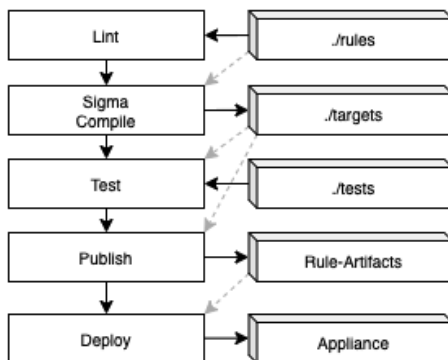 Lint
./rules
Sigma
Compile
./targets
Test
./tests
Publish
Rule-Artifacts
Deploy
Appliance